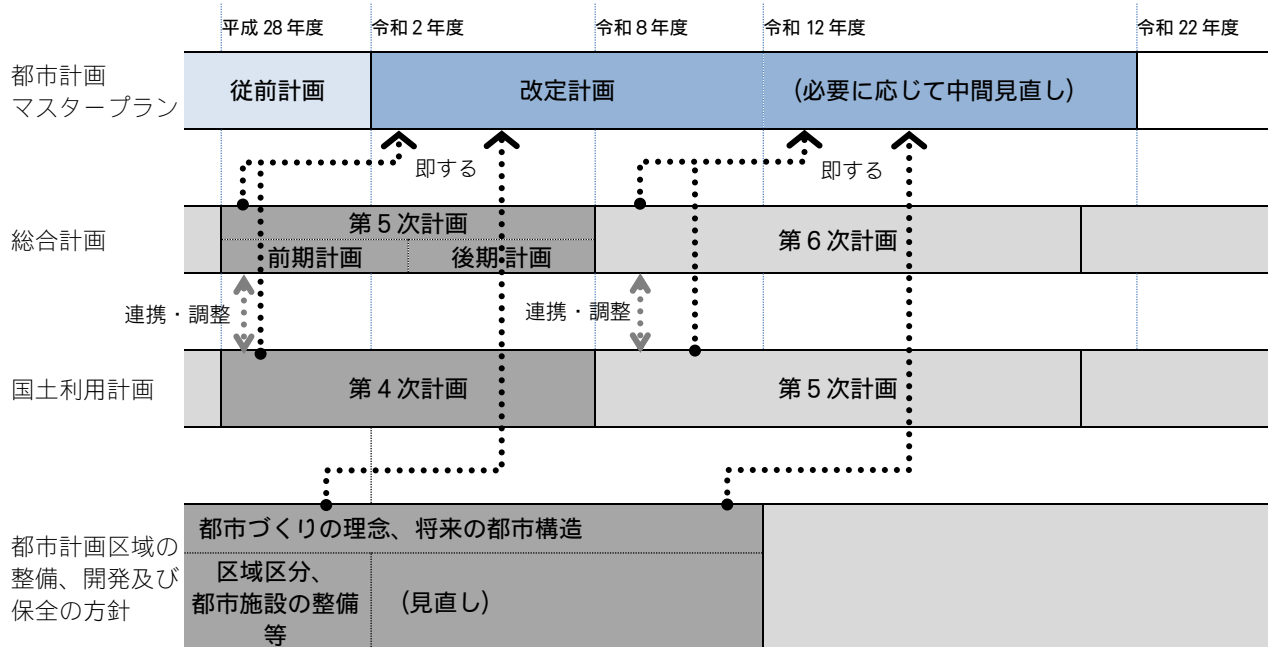 平成 28 年度
令和 2 年度
令和 8 年度
令和 12 年度
令和 22 年度
都市計画
マスタープラン
従前計画
改定計画
(必要に応じて中間見直し)
即する
即する
総合計画
第５次計画
前期計画
後期計画
第６次計画
連携・調整
連携・調整
国土利用計画
第４次計画
第５次計画
都市計画区域の
整備、開発及び
保全の方針
都市づくりの理念、将来の都市構造
区域区分、
都市施設の整備
等
(見直し)